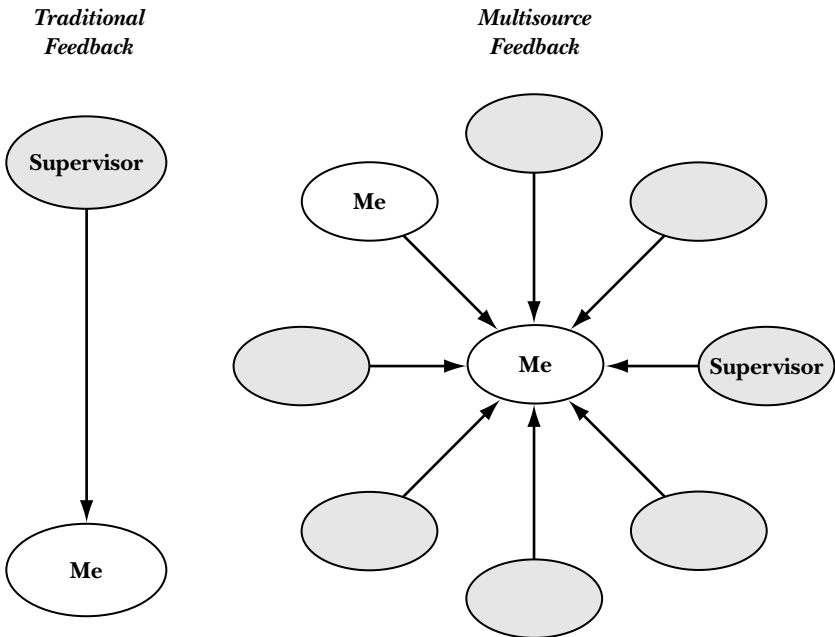 Traditional
Feedback
Supervisor
Me
Multisource
Feedback
Me
Me
Supervisor